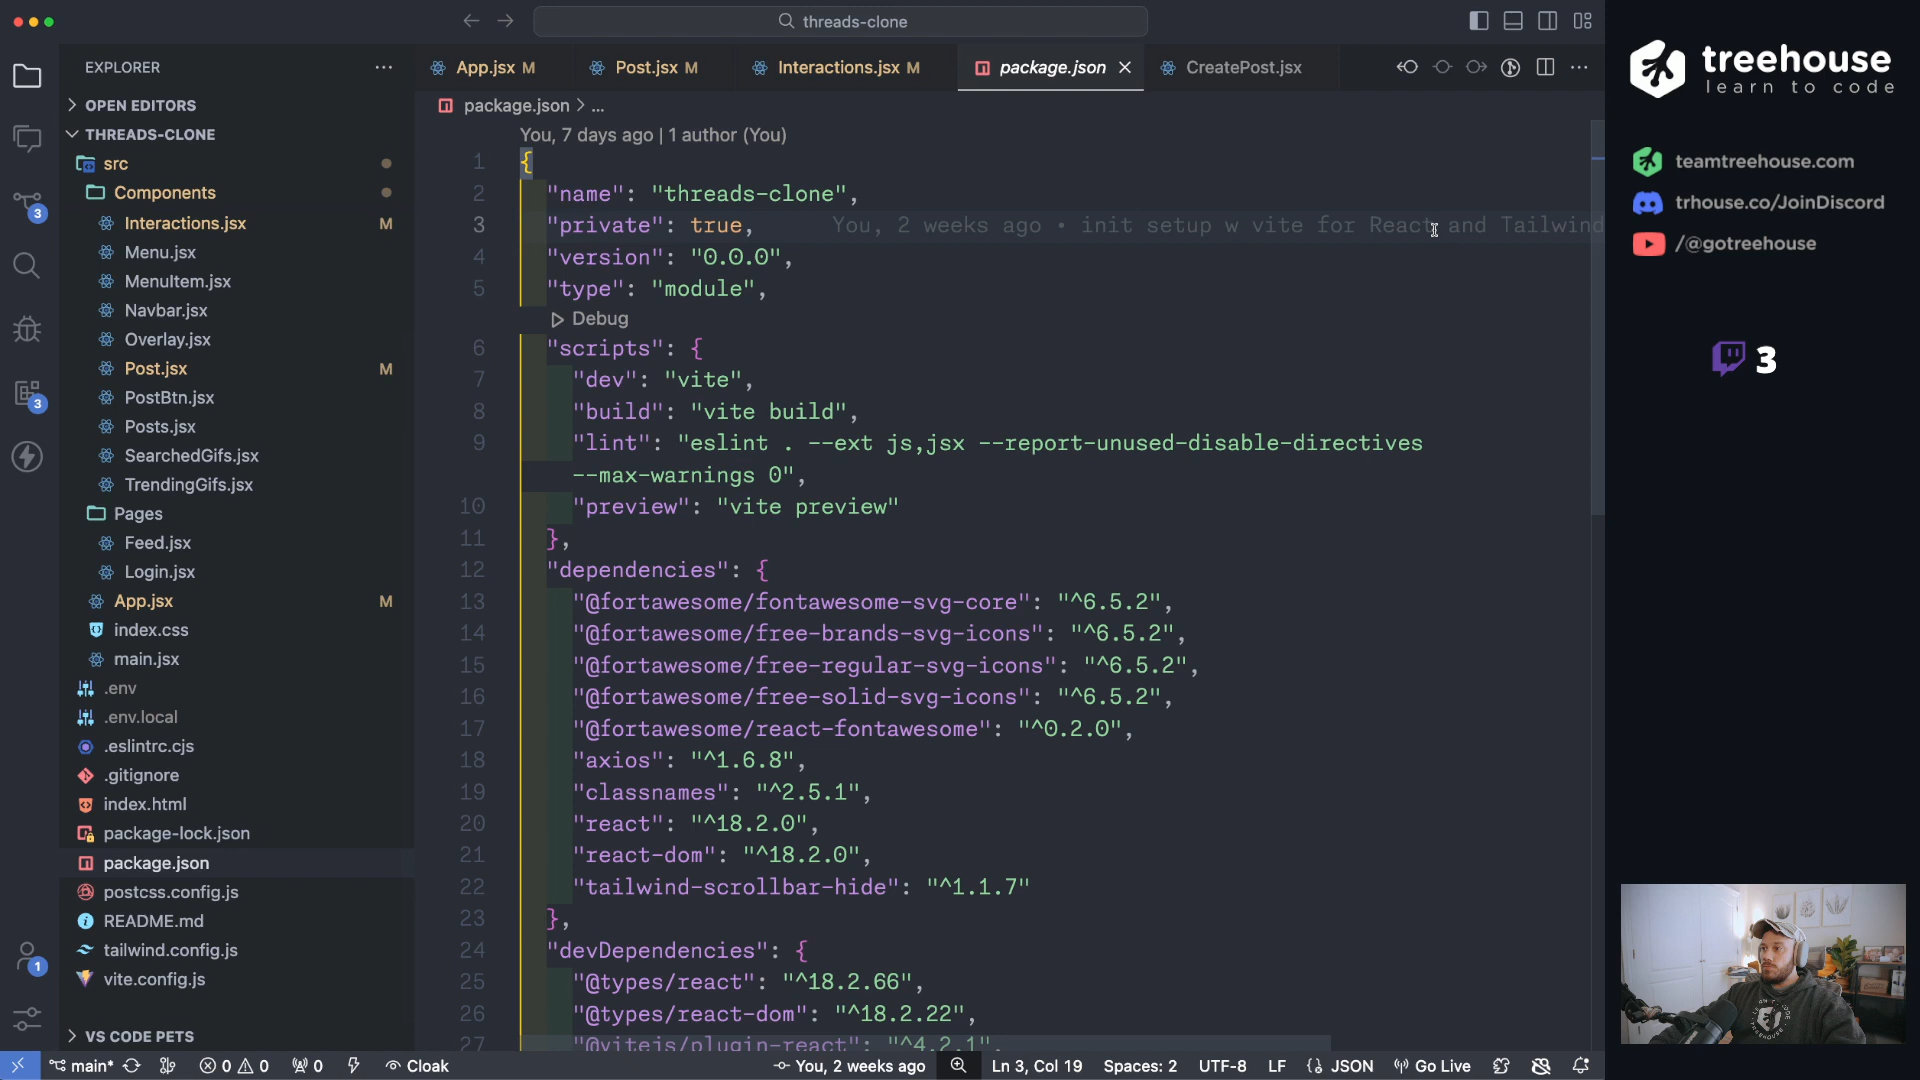 threads-clone
EXPLORER
App.jsx M
Post.jsx M
Interactions.jsx M
package.json
CreatePost.jsx
OPEN EDITORS
THREADS-CLONE
src
Components
Interactions.jsx M
Menu.jsx
MenuItem.jsx
Navbar.jsx
Overlay.jsx
Post.jsx M
PostBtn.jsx
Posts.jsx
SearchedGifs.jsx
TrendingGifs.jsx
Pages
Feed.jsx
Login.jsx
App.jsx M
index.css
main.jsx
.env
.env.local
.eslintrc.cjs
.gitignore
index.html
package-lock.json
package.json
postcss.config.js
README.md
tailwind.config.js
vite.config.js
VS CODE PETS
3
3
1
package.json > ...
You, 7 days ago | 1 author (You)
1 {
2 "name": "threads-clone",
3 "private": true, You, 2 weeks ago • init setup w vite for React and Tailwind
4 "version": "0.0.0",
5 "type": "module",
Debug
6 "scripts": {
7 "dev": "vite",
8 "build": "vite build",
9 "lint": "eslint . --ext js,jsx --report-unused-disable-directives
--max-warnings 0",
10 "preview": "vite preview"
11 },
12 "dependencies": {
13 "@fortawesome/fontawesome-svg-core": "^6.5.2",
14 "@fortawesome/free-brands-svg-icons": "^6.5.2",
15 "@fortawesome/free-regular-svg-icons": "^6.5.2",
16 "@fortawesome/free-solid-svg-icons": "^6.5.2",
17 "@fortawesome/react-fontawesome": "^0.2.0",
18 "axios": "^1.6.8",
19 "classnames": "^2.5.1",
20 "react": "^18.2.0",
21 "react-dom": "^18.2.0",
22 "tailwind-scrollbar-hide": "^1.1.7"
23 },
24 "devDependencies": {
25 "@types/react": "^18.2.66",
26 "@types/react-dom": "^18.2.22",
27 "@vitejs/plugin-react": "^4.2.1",
main* 0 0 0 Cloak You, 2 weeks ago Ln 3, Col 19 Spaces: 2 UTF-8 LF {} JSON Go Live
treehouse
learn to code
teamtreehouse.com
trhouse.co/JoinDiscord
/@gotreehouse
3